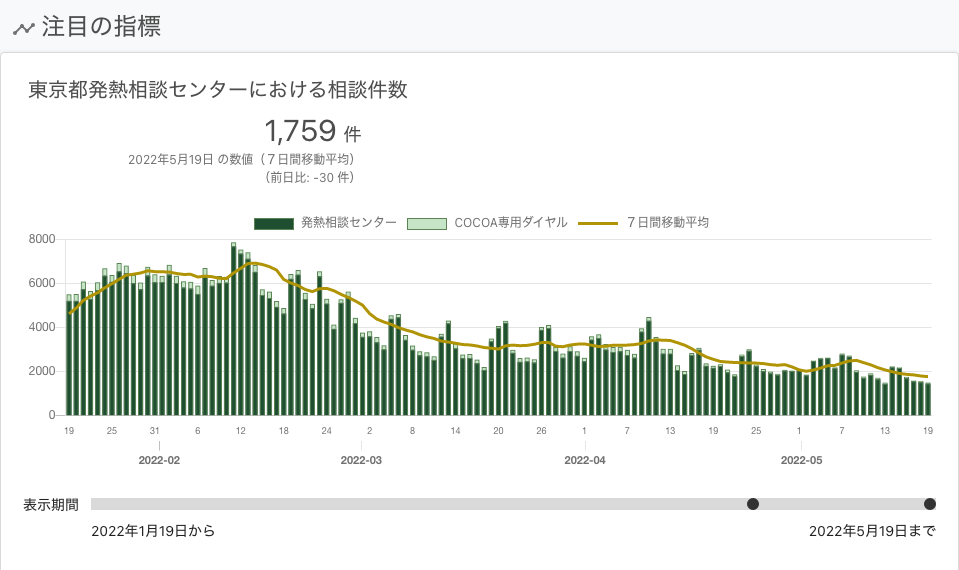 注目の指標
東京都発熱相談センターにおける相談件数
1,759 件
2022年5月19日 の数値（７日間移動平均）
（前日比: -30 件）
発熱相談センター COCOA専用ダイヤル ７日間移動平均
8000
6000
4000
2000
0
19 25 31 6 12 18 24 2 8 14 20 26 1 7 13 19 25 1 7 13 19
2022-02 2022-03 2022-04 2022-05
表示期間
2022年1月19日から 2022年5月19日まで